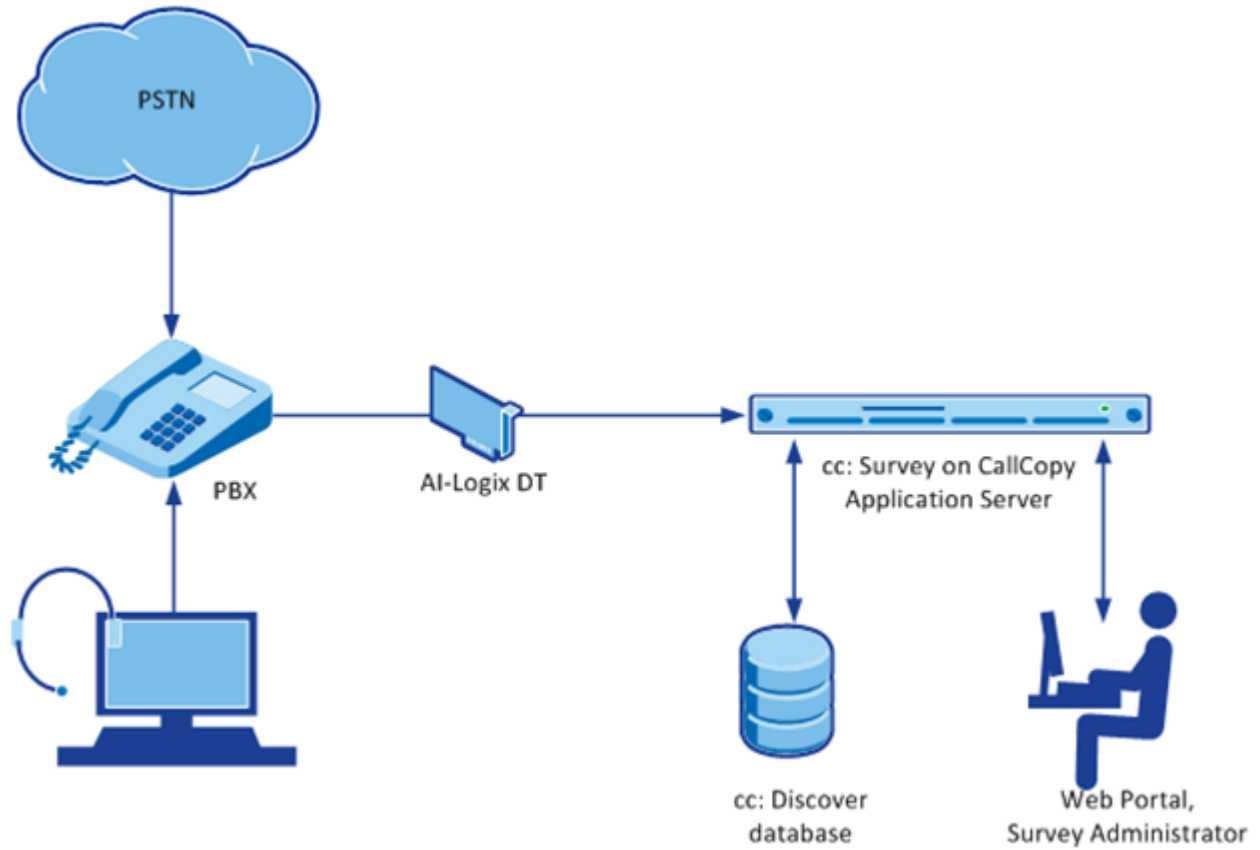 PSTN
PBX
AI-Logix DT
cc: Survey on CallCopy
Application Server
cc: Discover
database
Web Portal,
Survey Administrator